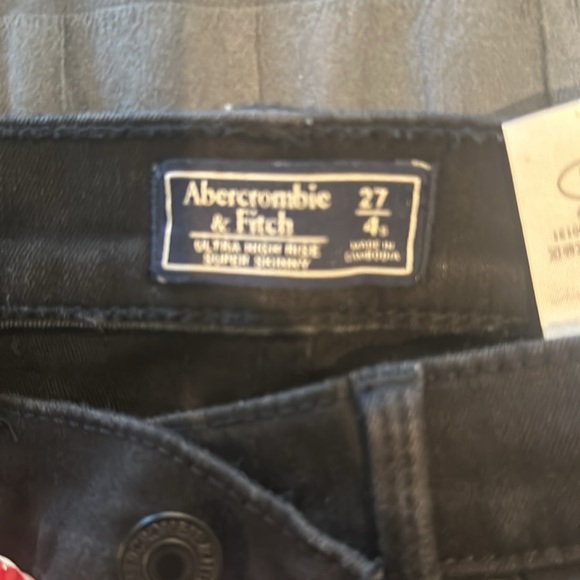 Abercrombie
& Fitch
ULTRA HIGH RISE
SUPER SKINNY
27
4s
MADE IN
CAMBODIA